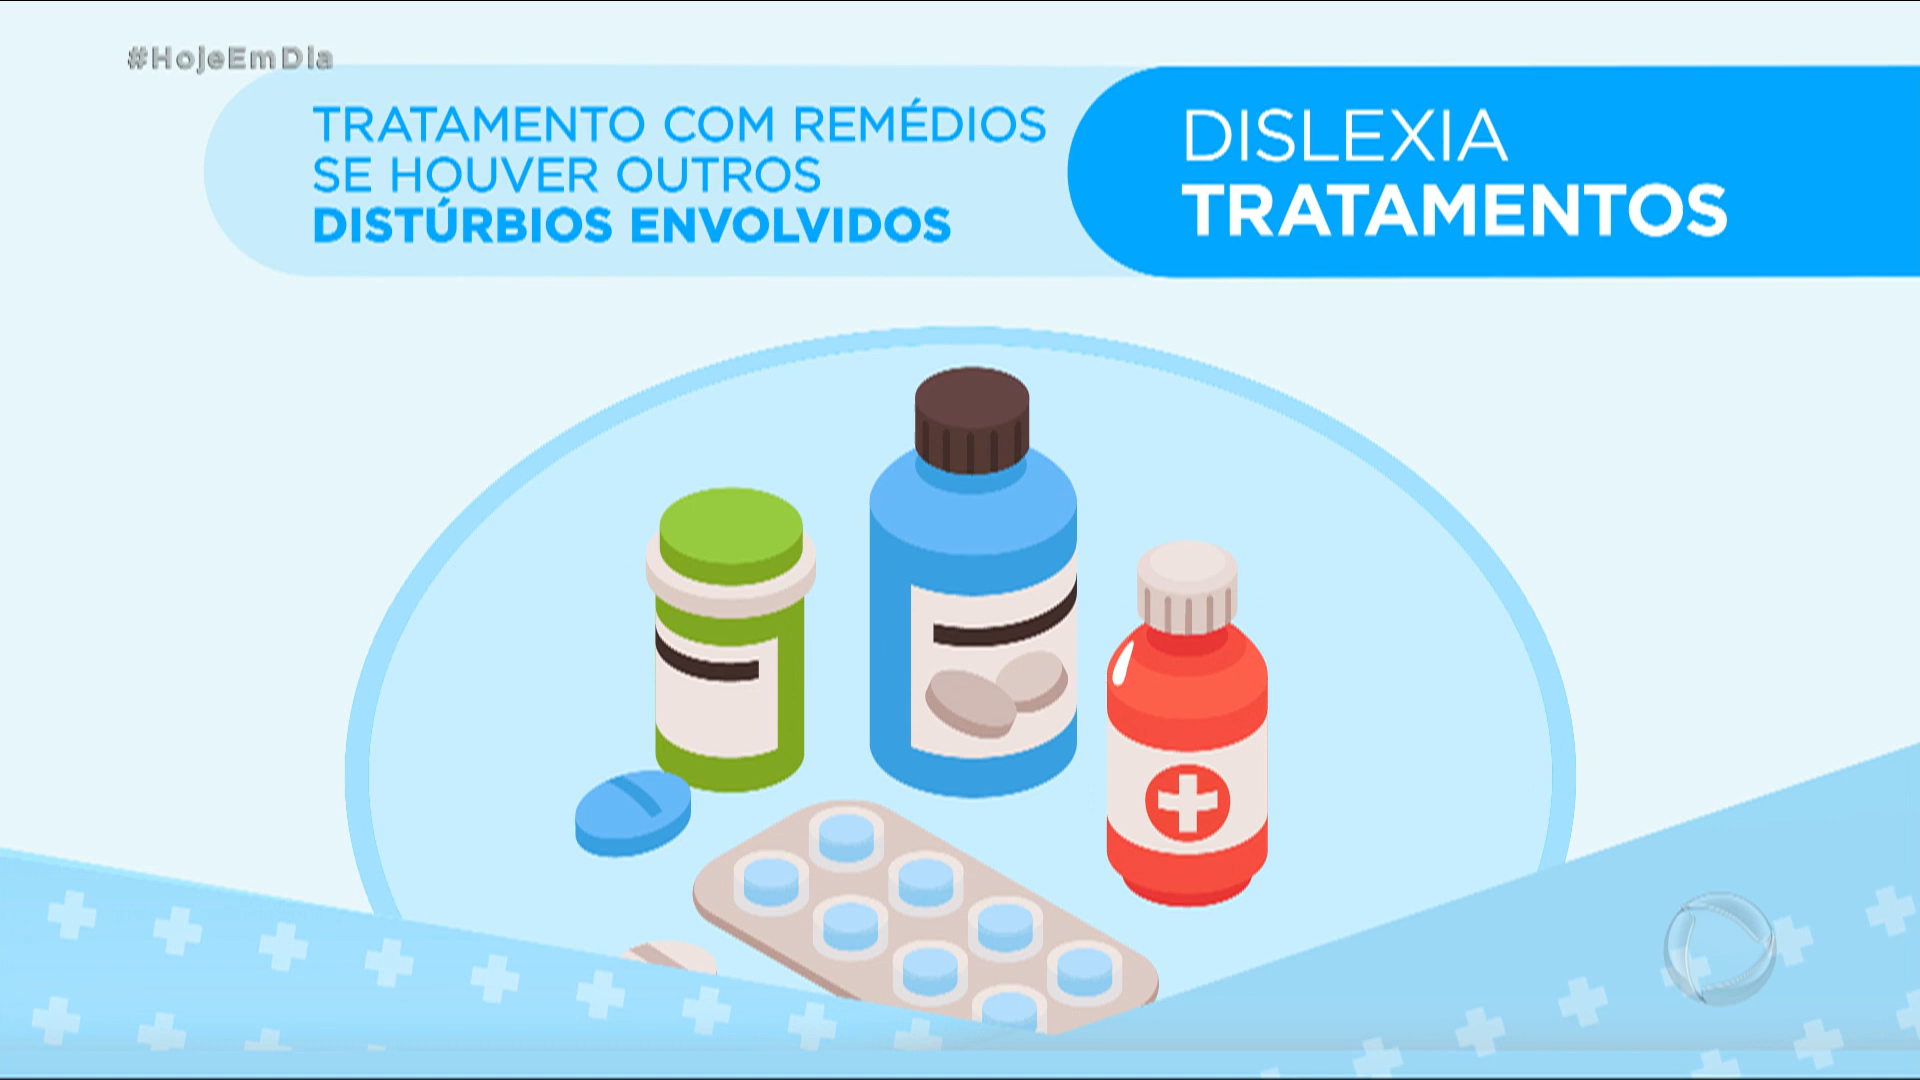 #HojeEmDia
TRATAMENTO COM REMÉDIOS
SE HOUVER OUTROS
DISTÚRBIOS ENVOLVIDOS
DISLEXIA
TRATAMENTOS